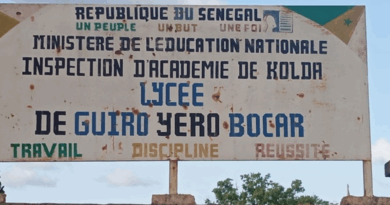 REPUBLIQUE DU SENEGAL
UN PEUPLE UN BUT UNE FOI
MINISTERE DE L'EDUCATION NATIONALE
INSPECTION D'ACADEMIE DE KOLDA
LYCEE
DE GUIRO YERO BOCAR
TRAVAIL DISCIPLINE REUSSITE